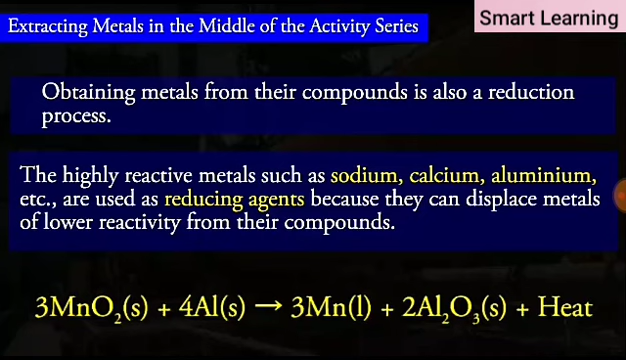 Smart Learning
Extracting Metals in the Middle of the Activity Series
Obtaining metals from their compounds is also a reduction
process.
The highly reactive metals such as sodium, calcium, aluminium,
etc., are used as reducing agents because they can displace metals
of lower reactivity from their compounds.
3MnO₂(s) + 4Al(s) → 3Mn(l) + 2Al₂O₃(s) + Heat